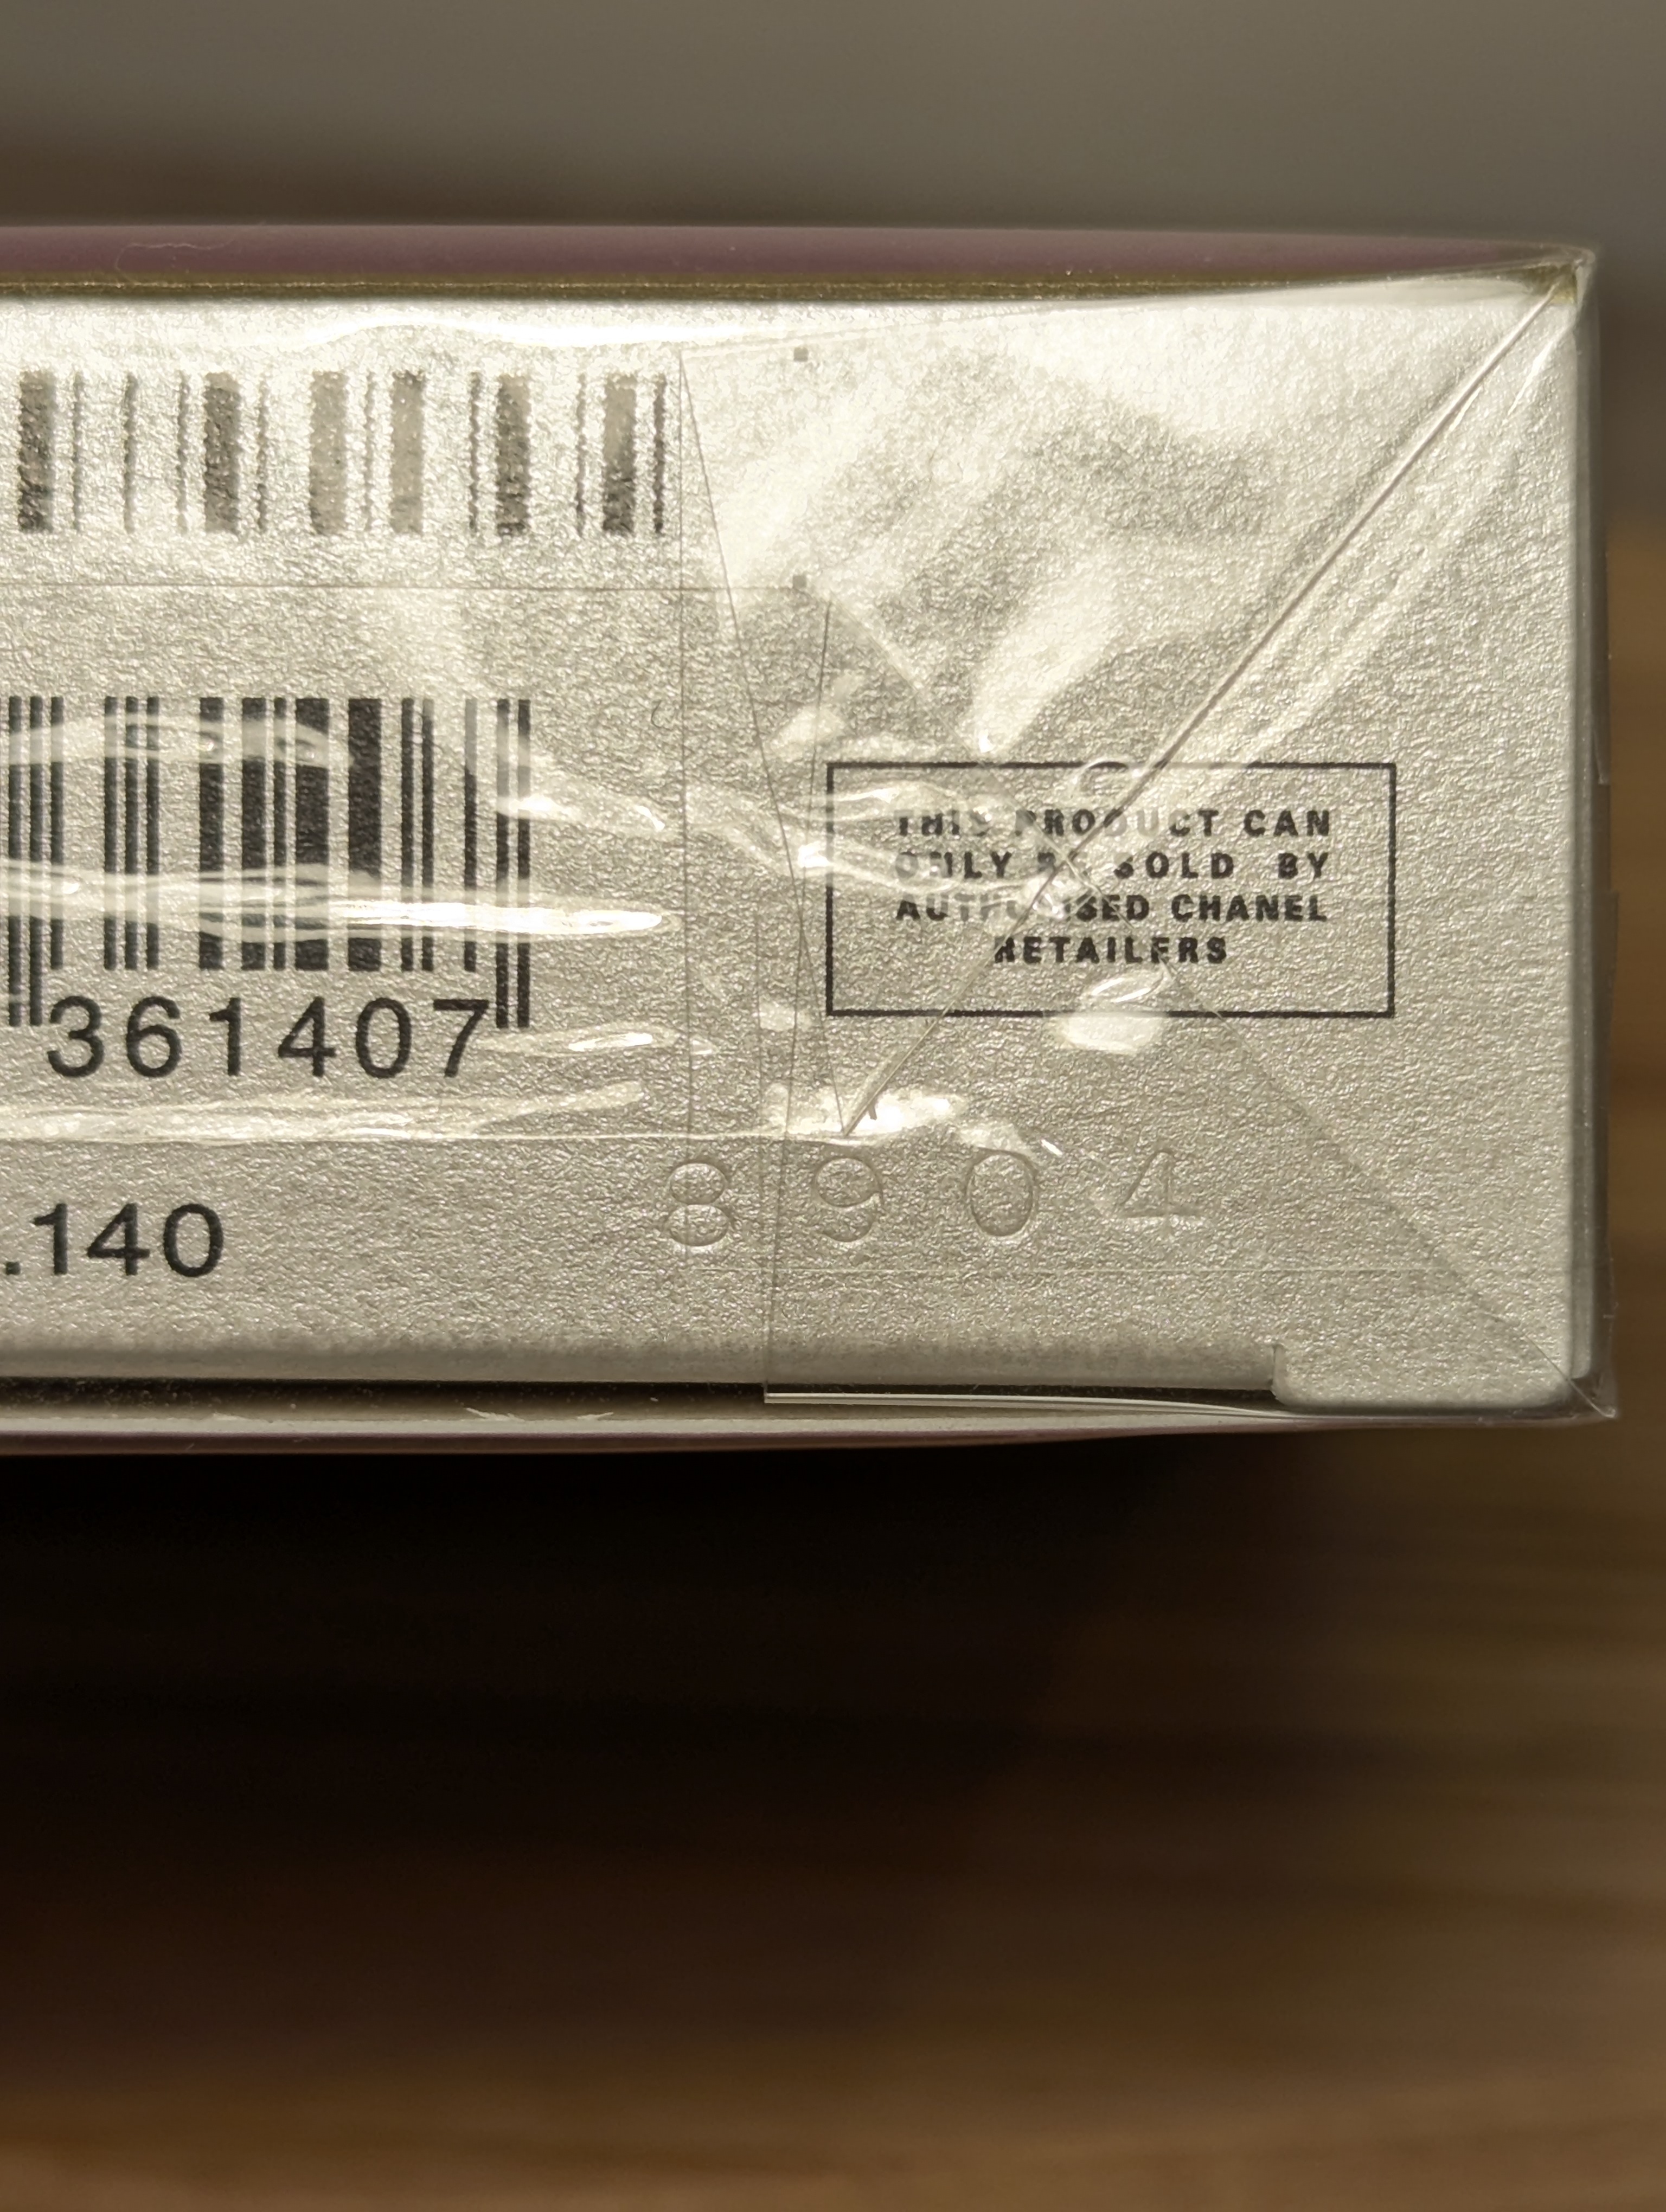 THIS PRODUCT CAN
ONLY BE SOLD BY
AUTHORISED CHANEL
RETAILERS
361407
8904
.140